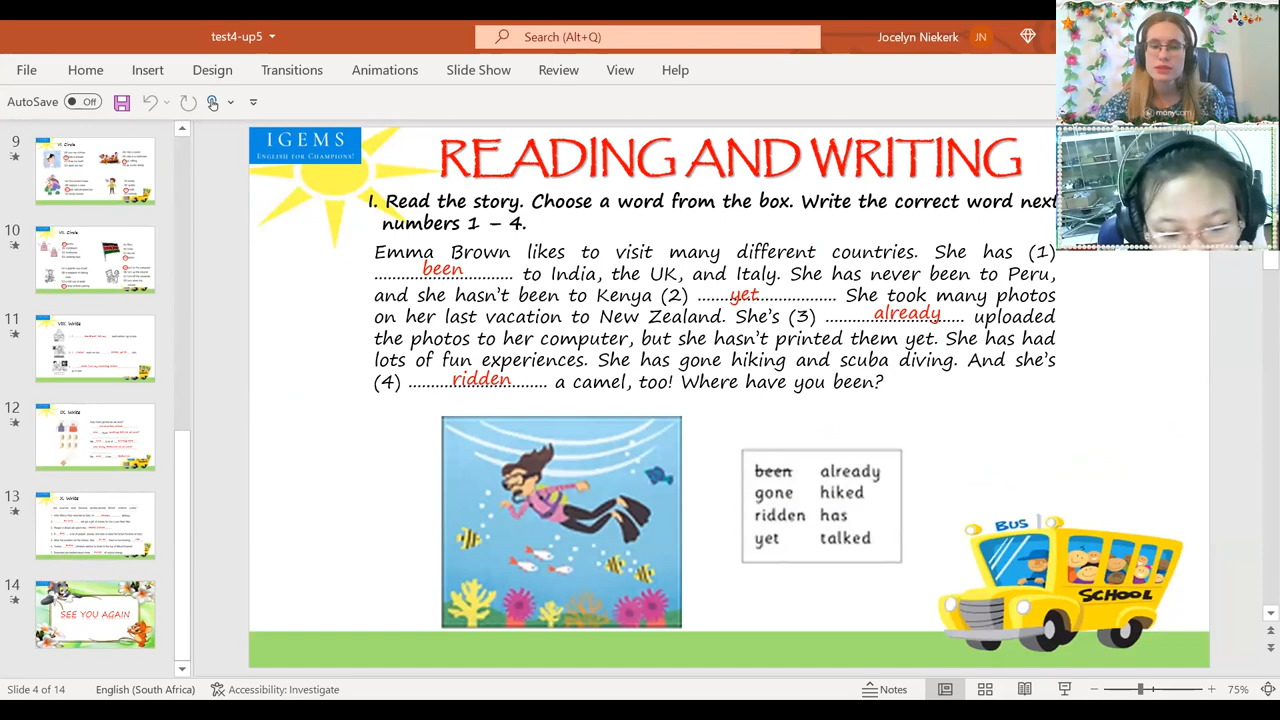 test4-up5
Search (Alt+Q)
Jocelyn Niekerk
JN
File Home Insert Design Transitions Animations Slide Show Review View Help
AutoSave Off
manycam
9
10
11
12
13
14
SEE YOU AGAIN
IGEMS
ENGLISH FOR CHAMPIONS!
READING AND WRITING
I. Read the story. Choose a word from the box. Write the correct word next
numbers 1 – 4.
Emma Brown likes to visit many different countries. She has (1)
been to India, the UK, and Italy. She has never been to Peru,
and she hasn't been to Kenya (2) yet She took many photos
on her last vacation to New Zealand. She's (3) already uploaded
the photos to her computer, but she hasn't printed them yet. She has had
lots of fun experiences. She has gone hiking and scuba diving. And she's
(4) ridden a camel, too! Where have you been?
been already
gone hiked
ridden has
yet talked
BUS
SCHOOL
Slide 4 of 14
English (South Africa)
Accessibility: Investigate
Notes
75%